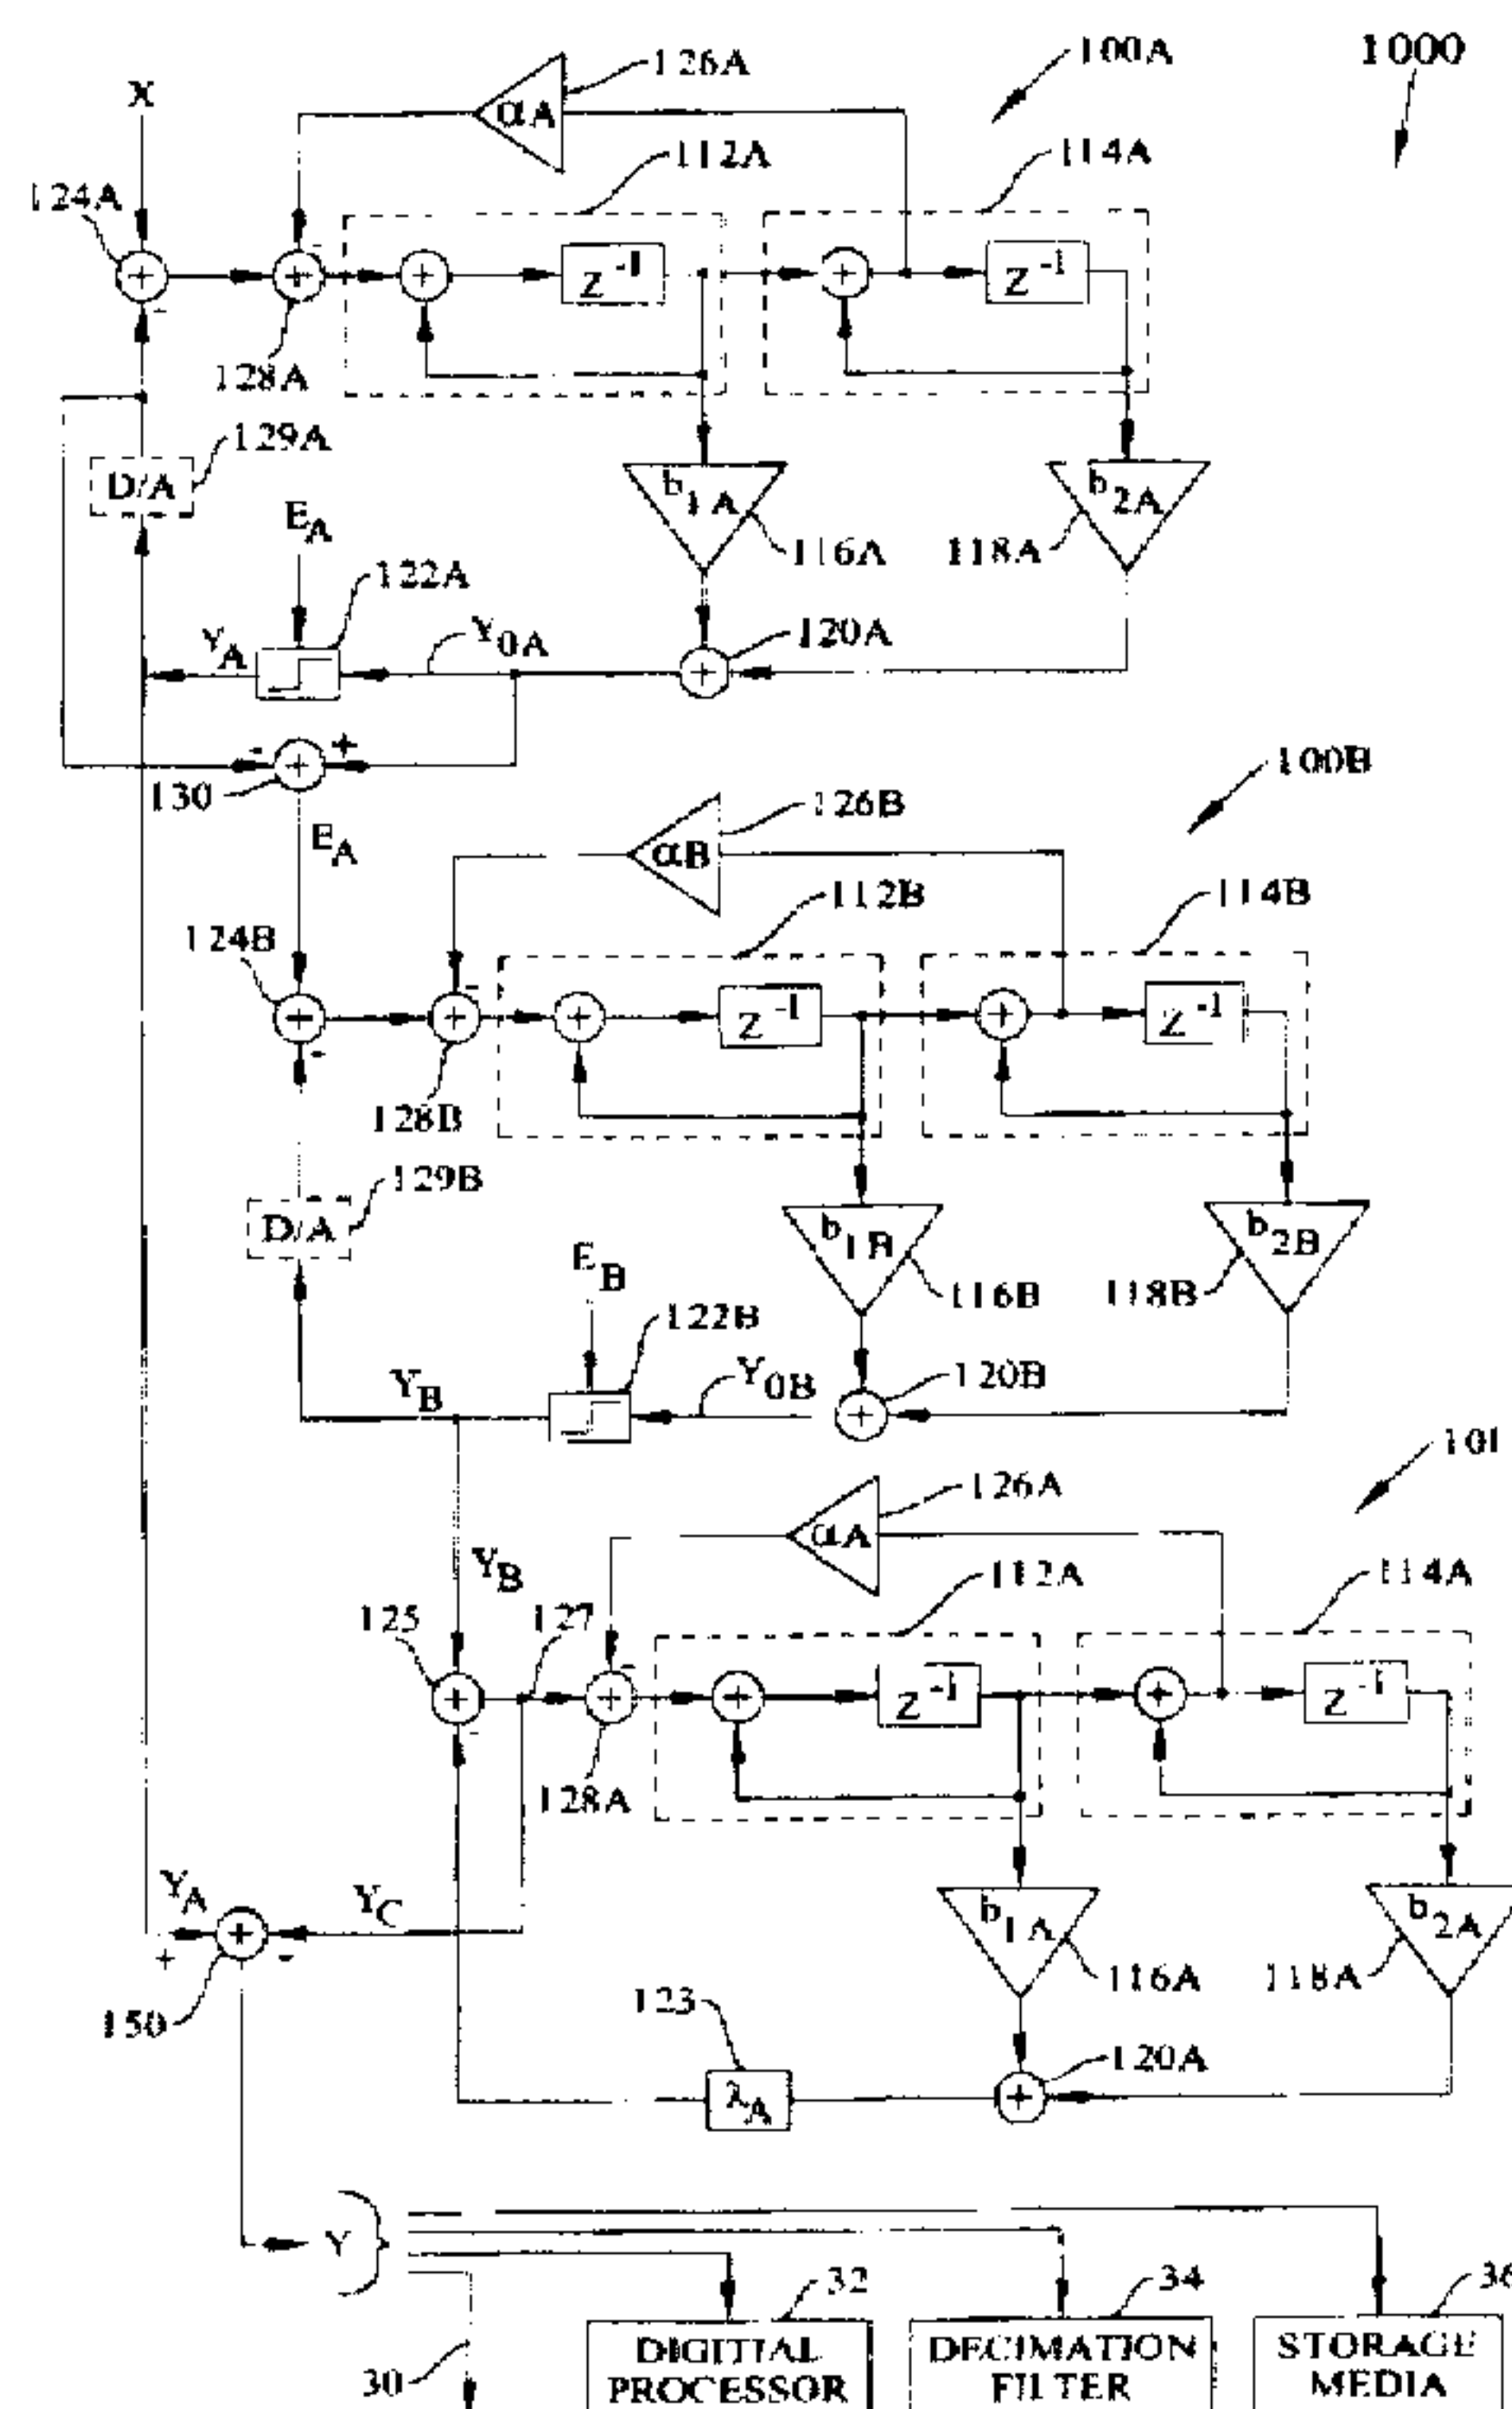 1000
100A
126A
X
αA
112A
114A
124A
+
+
-
+
Z -1
+
Z -1
-
128A
129A
D/A
b1A
b2A
EA
116A
118A
122A
YA
Y0A
120A
+
-
+
+
130
100B
EA
126B
αB
112B
114B
124B
+
-
+
+
Z -1
+
Z -1
-
128B
129B
D/A
b1B
b2B
EB
116B
118B
122B
YB
Y0B
120B
+
101
126A
αA
YB
112A
114A
125
127
+
-
+
+
Z -1
+
Z -1
-
128A
YA
YC
+
+
-
b1A
b2A
116A
118A
150
123
λA
120A
+
Y
32
34
36
30
DIGITIAL
PROCESSOR
DECIMATION
FILTER
STORAGE
MEDIA